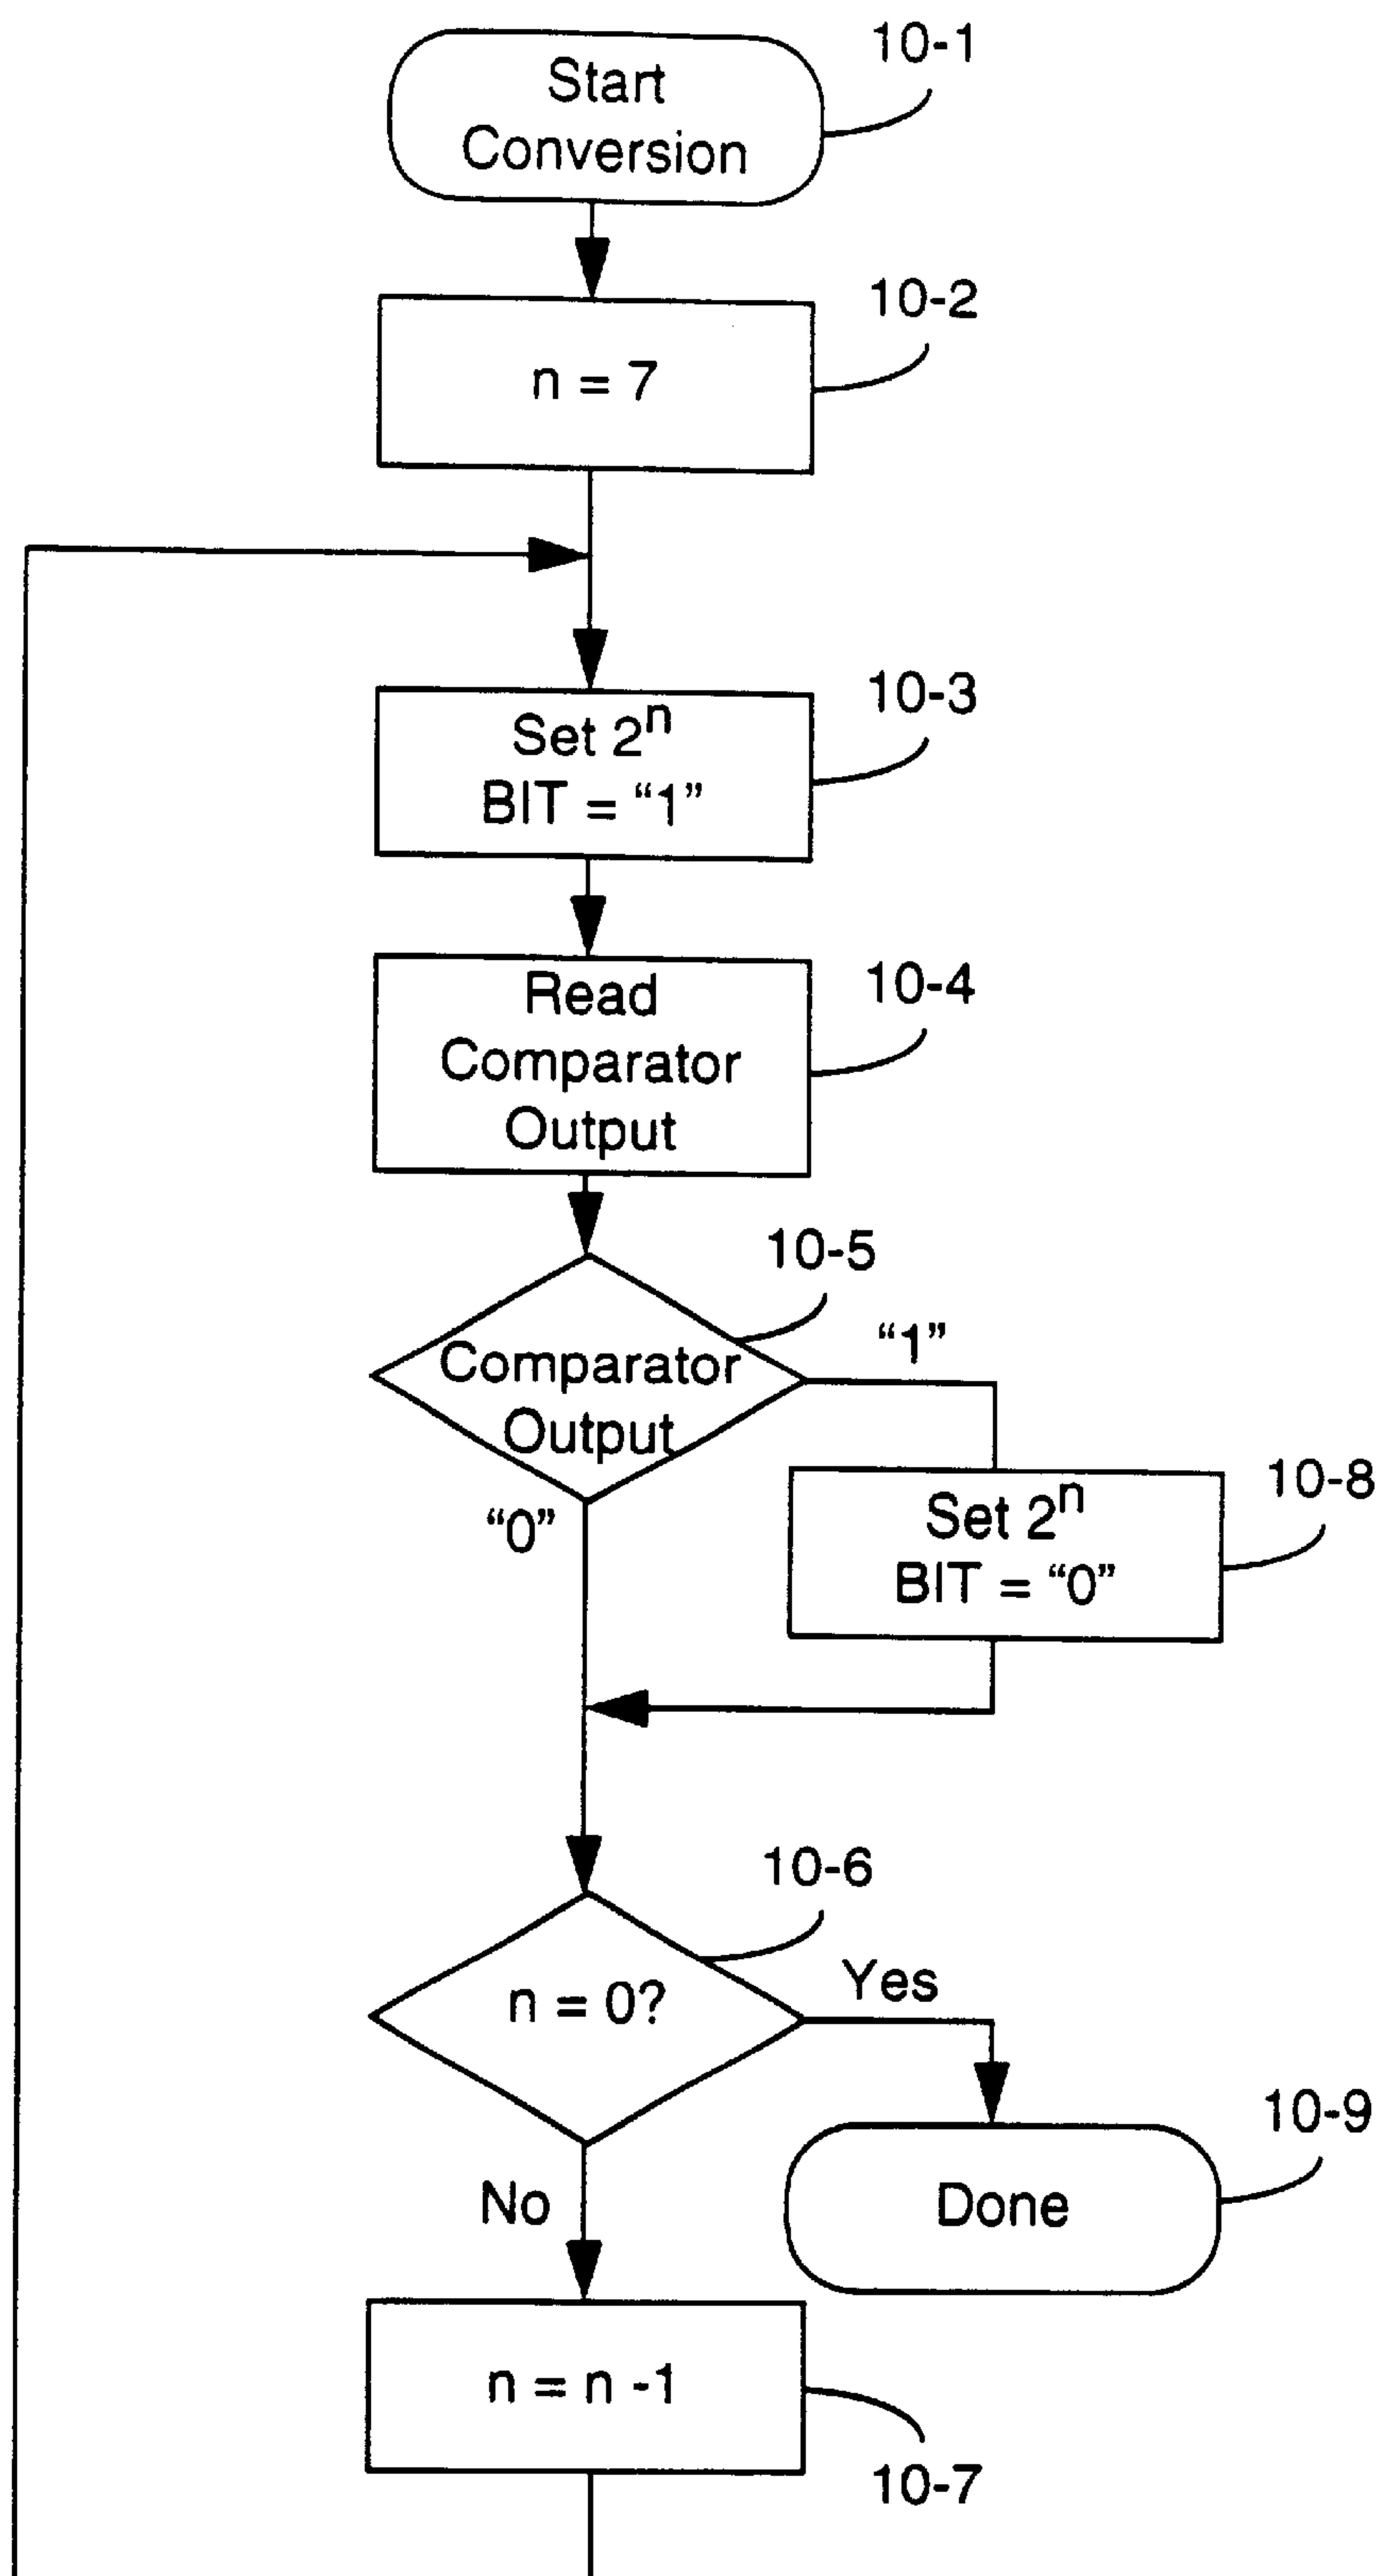 10-1
Start
Conversion
10-2
n = 7
10-3
Set 2ⁿ
BIT = “1”
10-4
Read
Comparator
Output
10-5
Comparator
Output
“1”
“0”
10-8
Set 2ⁿ
BIT = “0”
10-6
n = 0?
Yes
10-9
Done
No
n = n -1
10-7